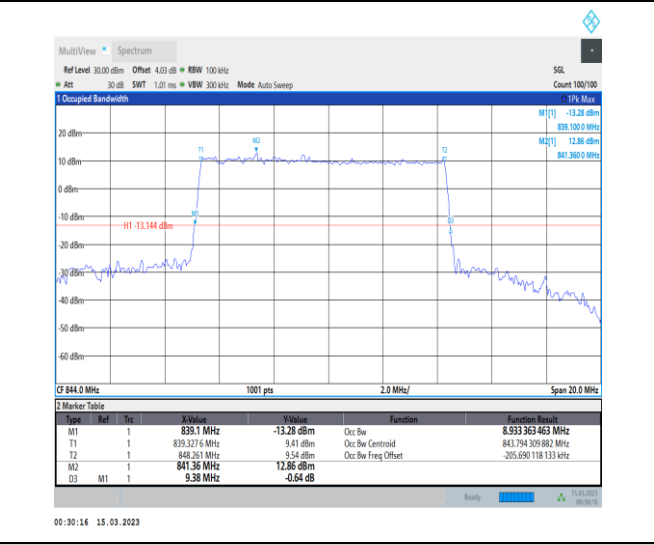 MultiView Spectrum
Ref Level 30.00 dBm Offset 4.03 dB RBW 100 kHz SGL
Att 30 dB SWT 1.01 ms VBW 300 kHz Mode Auto Sweep Count 100/100
1 Occupied Bandwidth 1Pk Max
M1[1] -13.28 dBm
839.100 0 MHz
M2[1] 12.86 dBm
841.360 0 MHz
20 dBm
M2
T1
T2
10 dBm
0 dBm
-10 dBm
M1
D3
H1 -13.144 dBm
-20 dBm
-30 dBm
-40 dBm
-50 dBm
-60 dBm
CF 844.0 MHz 1001 pts 2.0 MHz/ Span 20.0 MHz
2 Marker Table
Type Ref Trc X-Value Y-Value Function Function Result
M1 1 839.1 MHz -13.28 dBm Occ Bw 8.933 363 463 MHz
T1 1 839.327 6 MHz 9.41 dBm Occ Bw Centroid 843.794 309 882 MHz
T2 1 848.261 MHz 9.54 dBm Occ Bw Freq Offset -205.690 118 133 kHz
M2 1 841.36 MHz 12.86 dBm
D3 M1 1 9.38 MHz -0.64 dB
Ready 15.03.2023
00:30:16
00:30:16 15.03.2023